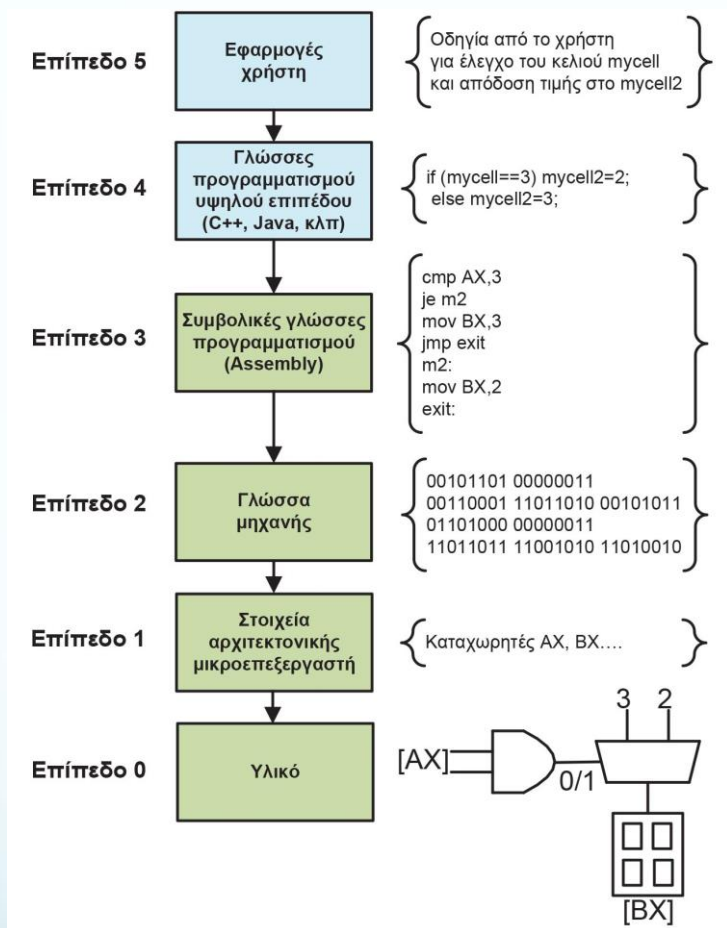 Επίπεδο 5
Εφαρμογές
χρήστη
Οδηγία από το χρήστη
για έλεγχο του κελιού mycell
και απόδοση τιμής στο mycell2
Επίπεδο 4
Γλώσσες
προγραμματισμού
υψηλού επιπέδου
(C++, Java, κλπ)
if (mycell==3) mycell2=2;
else mycell2=3;
Επίπεδο 3
Συμβολικές γλώσσες
προγραμματισμού
(Assembly)
cmp AX,3
je m2
mov BX,3
jmp exit
m2:
mov BX,2
exit:
Επίπεδο 2
Γλώσσα
μηχανής
00101101 00000011
00110001 11011010 00101011
01101000 00000011
11011011 11001010 11010010
Επίπεδο 1
Στοιχεία
αρχιτεκτονικής
μικροεπεξεργαστή
Καταχωρητές AX, BX….
Επίπεδο 0
Υλικό
3 2
[AX]
0/1
[BX]